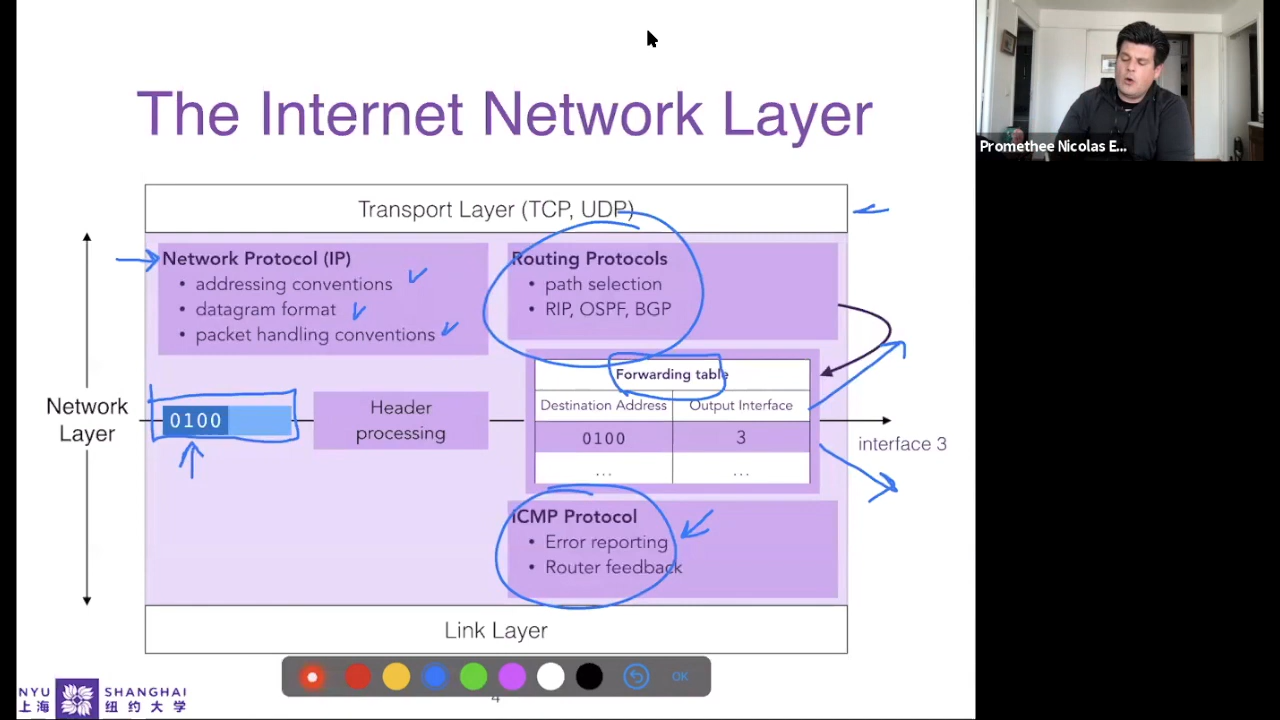 Promethee Nicolas E...
The Internet Network Layer
Transport Layer (TCP, UDP)
Network Protocol (IP)
• addressing conventions
• datagram format
• packet handling conventions
Routing Protocols
• path selection
• RIP, OSPF, BGP
Network
Layer
0100
Header
processing
Forwarding table
Destination Address Output Interface
0100 3
... ...
interface 3
ICMP Protocol
• Error reporting
• Router feedback
Link Layer
OK
4
NYU SHANGHAI
上海 纽约大学